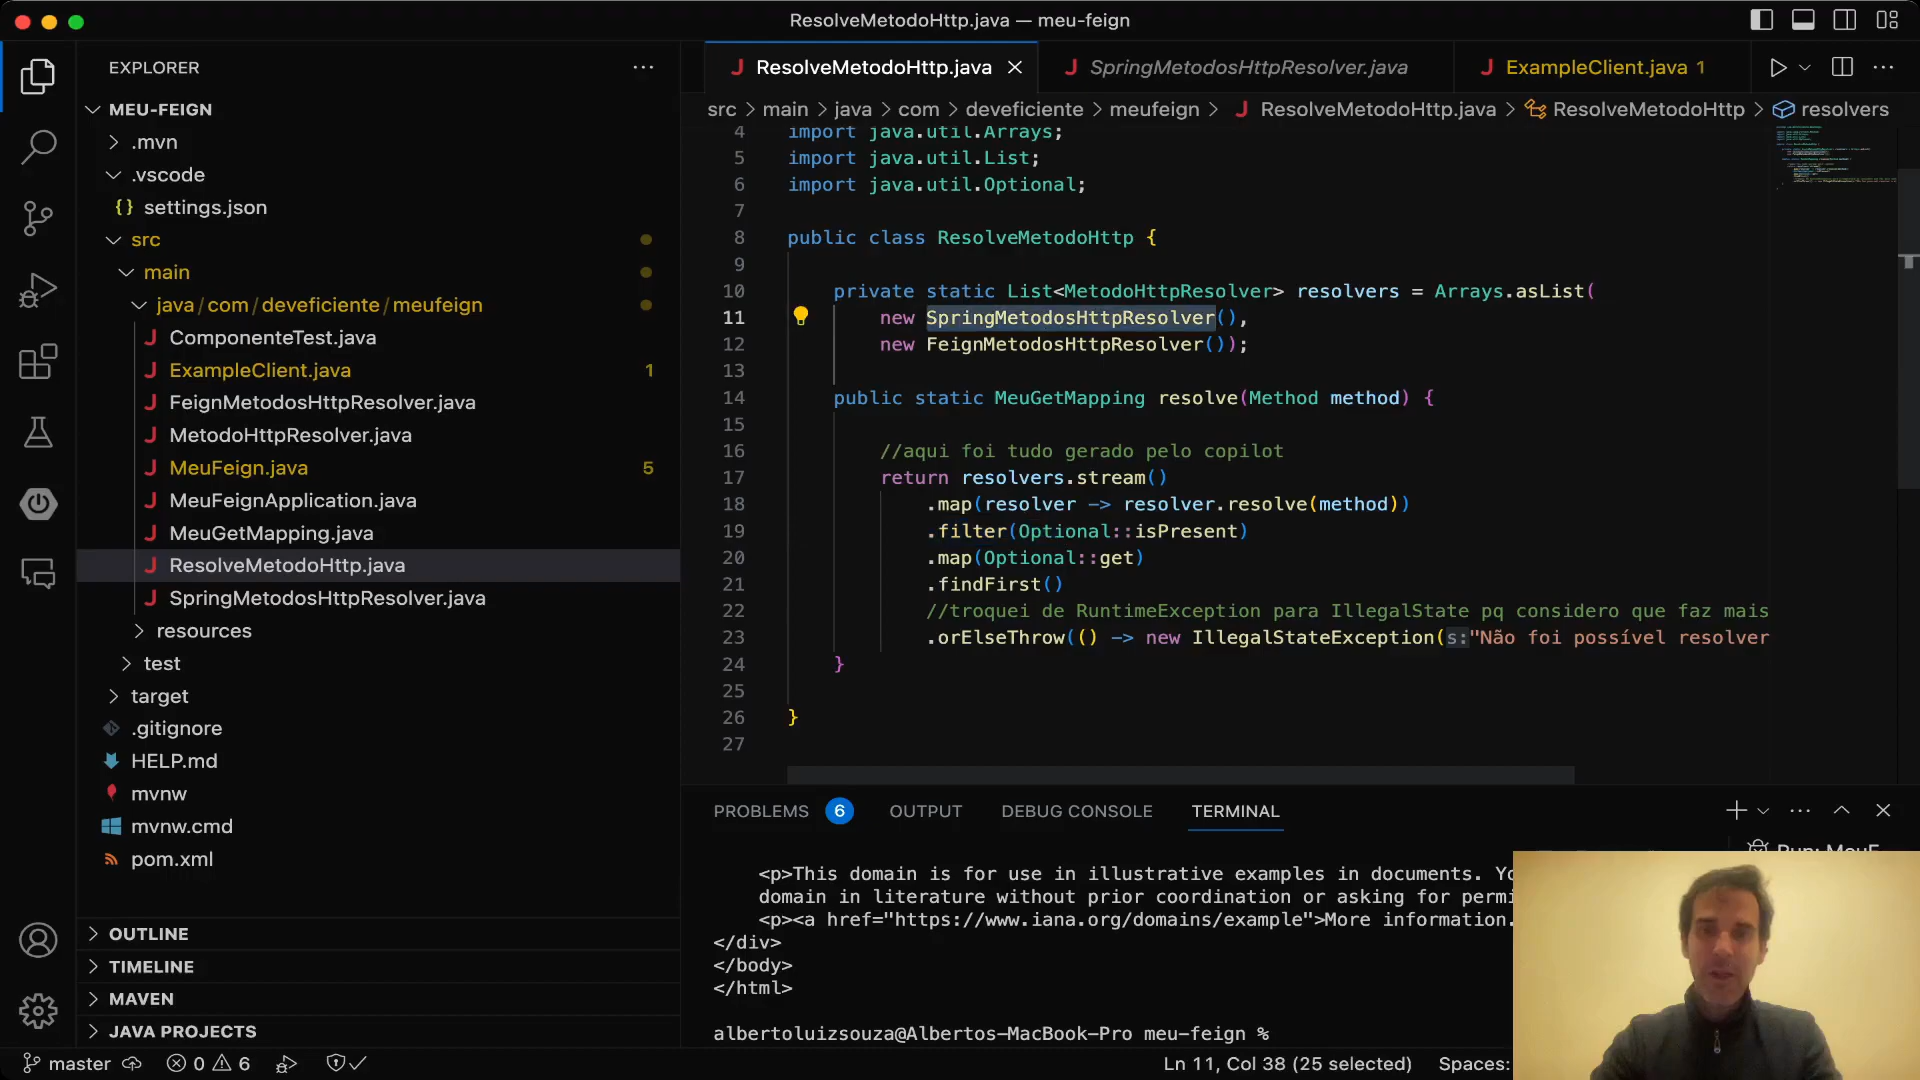 ResolveMetodoHttp.java — meu-feign
EXPLORER
MEU-FEIGN
.mvn
.vscode
{} settings.json
src
main
java/com/deveficiente/meufeign
J ComponenteTest.java
J ExampleClient.java 1
J FeignMetodosHttpResolver.java
J MetodoHttpResolver.java
J MeuFeign.java 5
J MeuFeignApplication.java
J MeuGetMapping.java
J ResolveMetodoHttp.java
J SpringMetodosHttpResolver.java
resources
test
target
.gitignore
HELP.md
mvnw
mvnw.cmd
pom.xml
OUTLINE
TIMELINE
MAVEN
JAVA PROJECTS
J ResolveMetodoHttp.java
J SpringMetodosHttpResolver.java
J ExampleClient.java 1
src > main > java > com > deveficiente > meufeign > J ResolveMetodoHttp.java > ResolveMetodoHttp > resolvers
4 import java.util.Arrays;
5 import java.util.List;
6 import java.util.Optional;
7
8 public class ResolveMetodoHttp {
9
10 private static List<MetodoHttpResolver> resolvers = Arrays.asList(
11 new SpringMetodosHttpResolver(),
12 new FeignMetodosHttpResolver());
13
14 public static MeuGetMapping resolve(Method method) {
15
16 //aqui foi tudo gerado pelo copilot
17 return resolvers.stream()
18 .map(resolver -> resolver.resolve(method))
19 .filter(Optional::isPresent)
20 .map(Optional::get)
21 .findFirst()
22 //troquei de RuntimeException para IllegalState pq considero que faz mais
23 .orElseThrow(() -> new IllegalStateException(s:"Não foi possível resolver
24 }
25
26 }
27
PROBLEMS 6 OUTPUT DEBUG CONSOLE TERMINAL
<p>This domain is for use in illustrative examples in documents. Yo
domain in literature without prior coordination or asking for permi
<p><a href="https://www.iana.org/domains/example">More information.
</div>
</body>
</html>
albertoluizsouza@Albertos-MacBook-Pro meu-feign %
master 0 6
Ln 11, Col 38 (25 selected) Spaces: